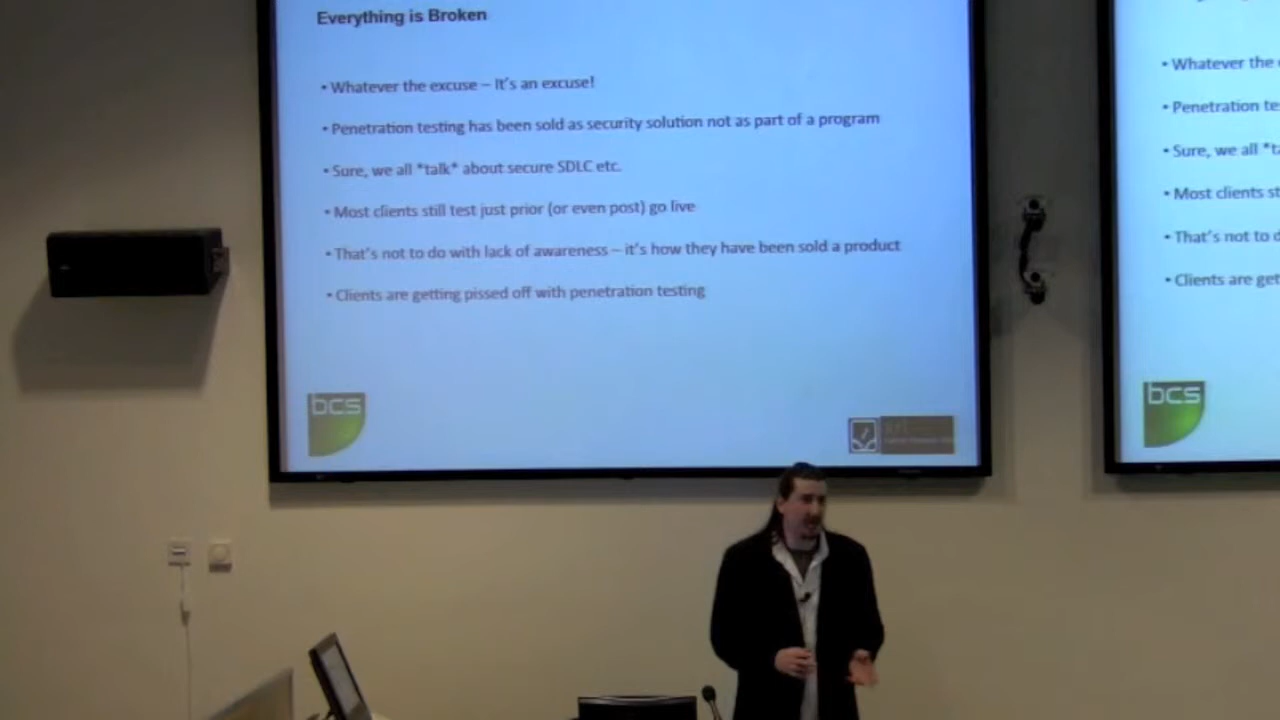 Everything is Broken
• Whatever the excuse – It's an excuse!
• Penetration testing has been sold as security solution not as part of a program
• Sure, we all *talk* about secure SDLC etc.
• Most clients still test just prior (or even post) go live
• That's not to do with lack of awareness – it's how they have been sold a product
• Clients are getting pissed off with penetration testing
bcs
• Whatever the
• Penetration te
• Sure, we all *t
• Most clients st
• That's not to d
• Clients are get
bcs